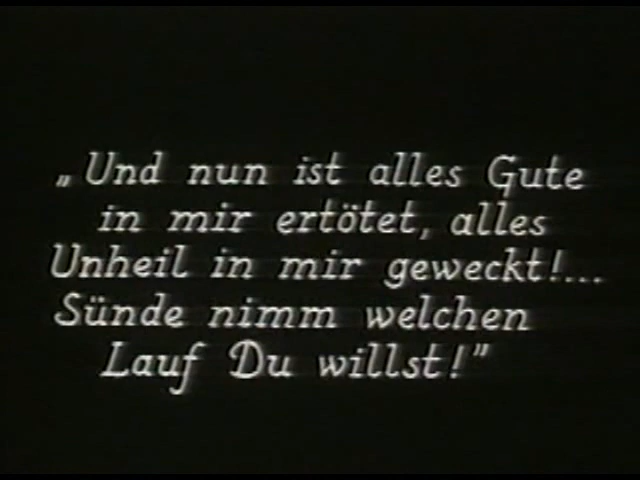 „Und nun ist alles Gute
in mir ertötet, alles
Unheil in mir geweckt!...
Sünde nimm welchen
Lauf Du willst!”